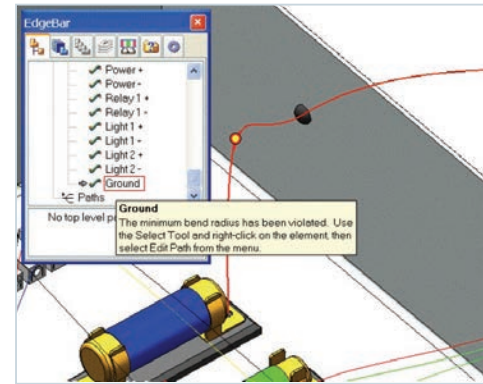 EdgeBar
Power +
Power -
Relay 1 +
Relay 1 -
Light 1 +
Light 1 -
Light 2 +
Light 2 -
Ground
Paths
No top level p
Ground
The minimum bend radius has been violated. Use
the Select Tool and right-click on the element, then
select Edit Path from the menu.